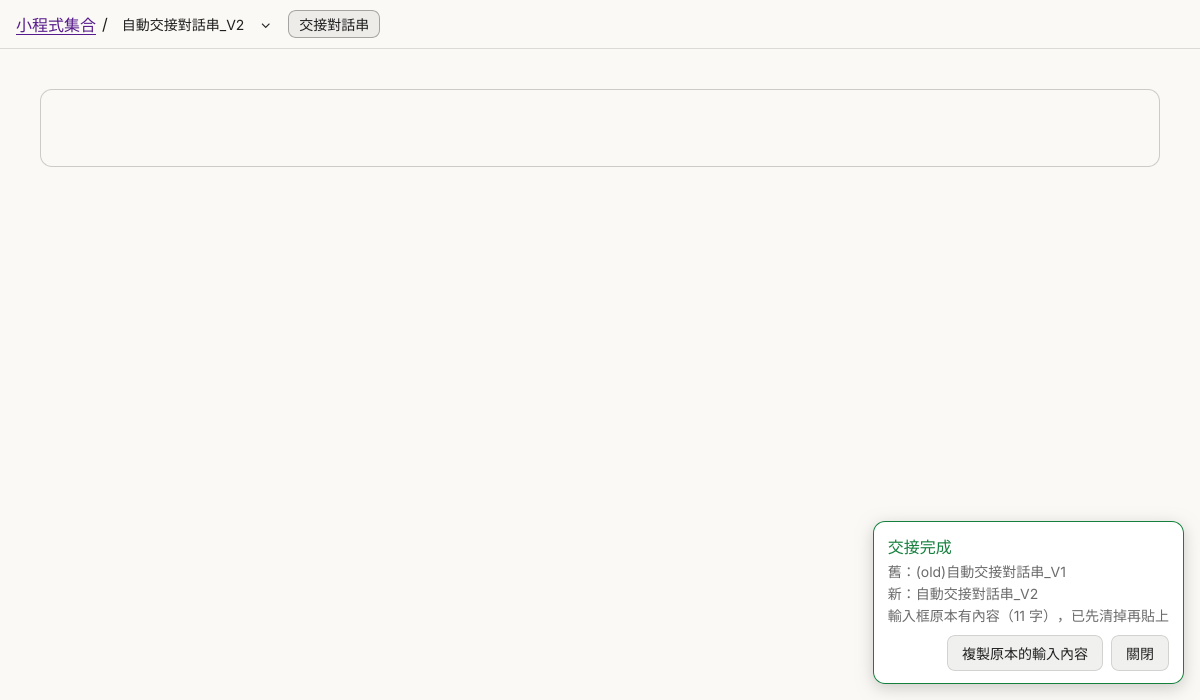 小程式集合 / 自動交接對話串_V2 交接對話串
交接完成
舊：(old)自動交接對話串_V1
新：自動交接對話串_V2
輸入框原本有內容（11 字），已先清掉再貼上
複製原本的輸入內容 關閉